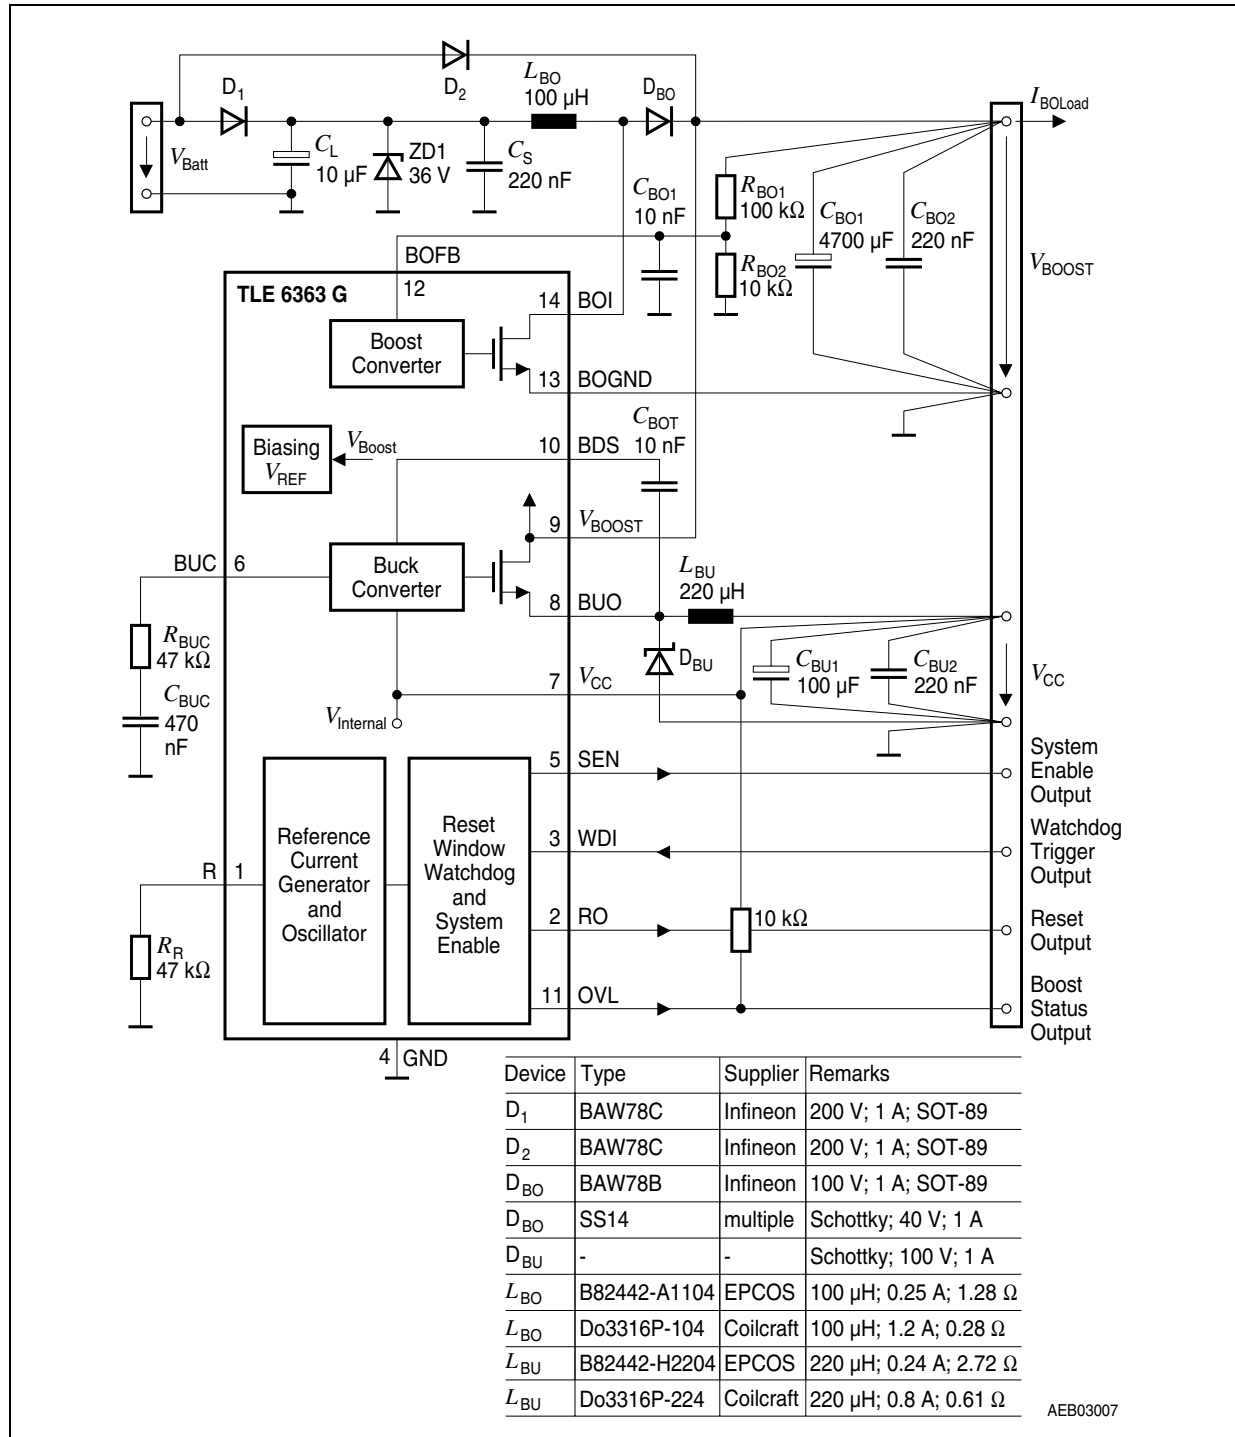 D2
D1
LBO
100 µH
DBO
IBOLoad
VBatt
CL
10 µF
ZD1
36 V
CS
220 nF
CBO1
10 nF
RBO1
100 kΩ
CBO1
4700 µF
CBO2
220 nF
VBOOST
BOFB
12
RBO2
10 kΩ
TLE 6363 G
14 BOI
Boost
Converter
13 BOGND
CBOT
10 nF
Biasing
VREF
VBoost
10 BDS
9 VBOOST
BUC 6
Buck
Converter
LBU
220 µH
8 BUO
RBUC
47 kΩ
DBU
CBU1
100 µF
CBU2
220 nF
VCC
7 VCC
CBUC
470
nF
VInternal
5 SEN
System
Enable
Output
Reference
Current
Generator
and
Oscillator
Reset
Window
Watchdog
and
System
Enable
3 WDI
Watchdog
Trigger
Output
R 1
2 RO
10 kΩ
Reset
Output
RR
47 kΩ
11 OVL
Boost
Status
Output
4 GND
Device Type Supplier Remarks
D1 BAW78C Infineon 200 V; 1 A; SOT-89
D2 BAW78C Infineon 200 V; 1 A; SOT-89
DBO BAW78B Infineon 100 V; 1 A; SOT-89
DBO SS14 multiple Schottky; 40 V; 1 A
DBU - - Schottky; 100 V; 1 A
LBO B82442-A1104 EPCOS 100 µH; 0.25 A; 1.28 Ω
LBO Do3316P-104 Coilcraft 100 µH; 1.2 A; 0.28 Ω
LBU B82442-H2204 EPCOS 220 µH; 0.24 A; 2.72 Ω
LBU Do3316P-224 Coilcraft 220 µH; 0.8 A; 0.61 Ω
AEB03007